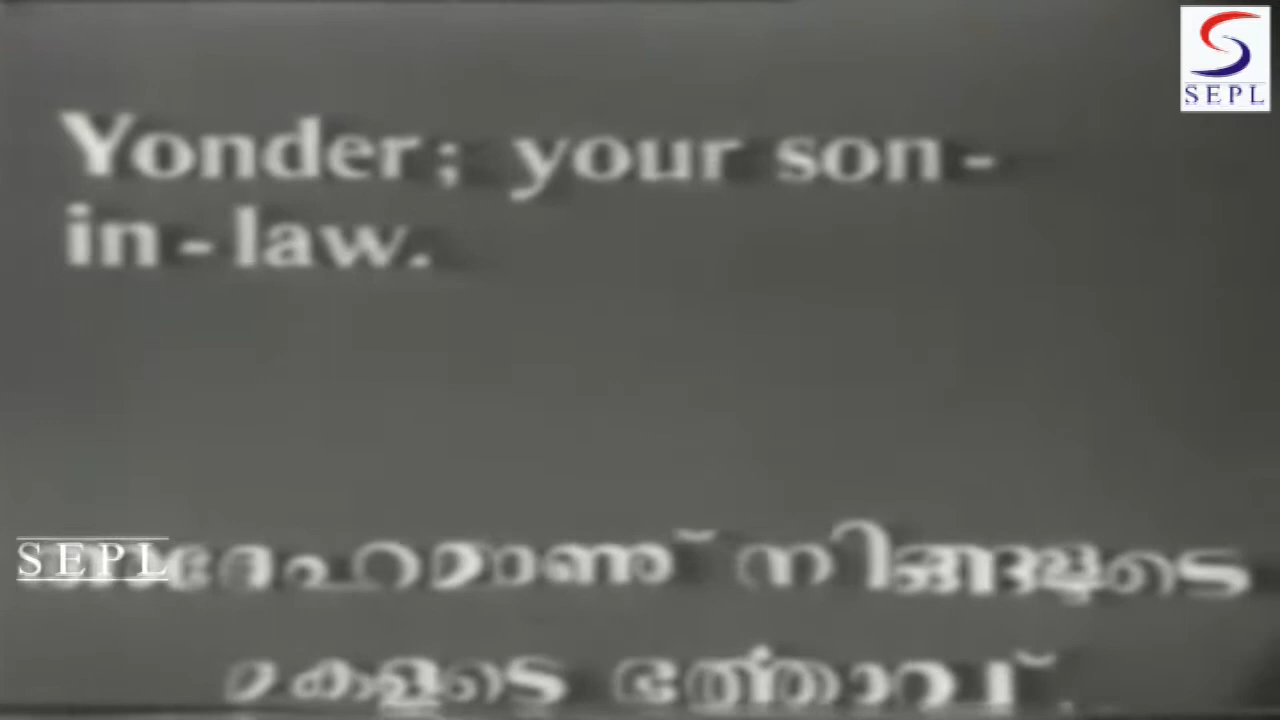 SEPL
Yonder; your son-
in-law.
SEPL
നിങ്ങളുടെ
മകളുടെ ഭർത്താവ്.